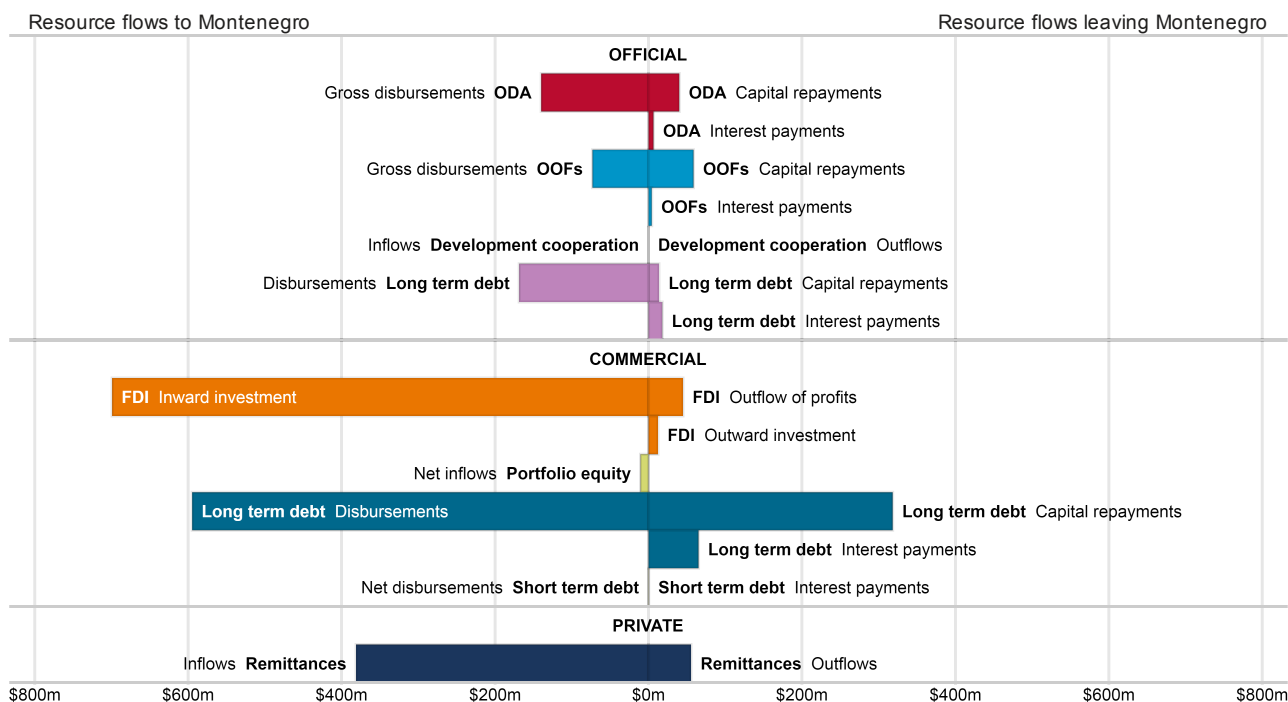 Resource flows to Montenegro Resource flows leaving Montenegro
OFFICIAL
Gross disbursements ODA ODA Capital repayments
ODA Interest payments
Gross disbursements OOFs OOFs Capital repayments
OOFs Interest payments
Inflows Development cooperation Development cooperation Outflows
Disbursements Long term debt Long term debt Capital repayments
Long term debt Interest payments
COMMERCIAL
FDI Inward investment FDI Outflow of profits
FDI Outward investment
Net inflows Portfolio equity
Long term debt Disbursements Long term debt Capital repayments
Long term debt Interest payments
Net disbursements Short term debt Short term debt Interest payments
PRIVATE
Inflows Remittances Remittances Outflows
$800m $600m $400m $200m $0m $200m $400m $600m $800m